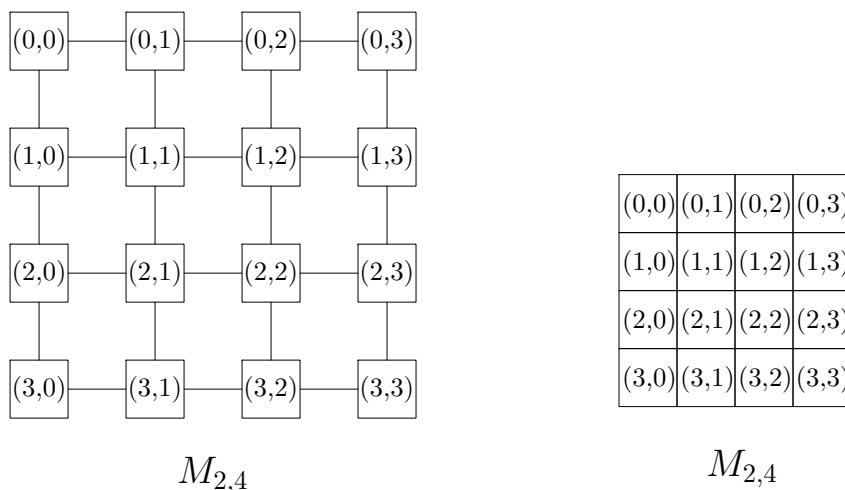 (0,0) (0,1) (0,2) (0,3)
(1,0) (1,1) (1,2) (1,3)
(2,0) (2,1) (2,2) (2,3)
(3,0) (3,1) (3,2) (3,3)
M2,4
(0,0) (0,1) (0,2) (0,3)
(1,0) (1,1) (1,2) (1,3)
(2,0) (2,1) (2,2) (2,3)
(3,0) (3,1) (3,2) (3,3)
M2,4